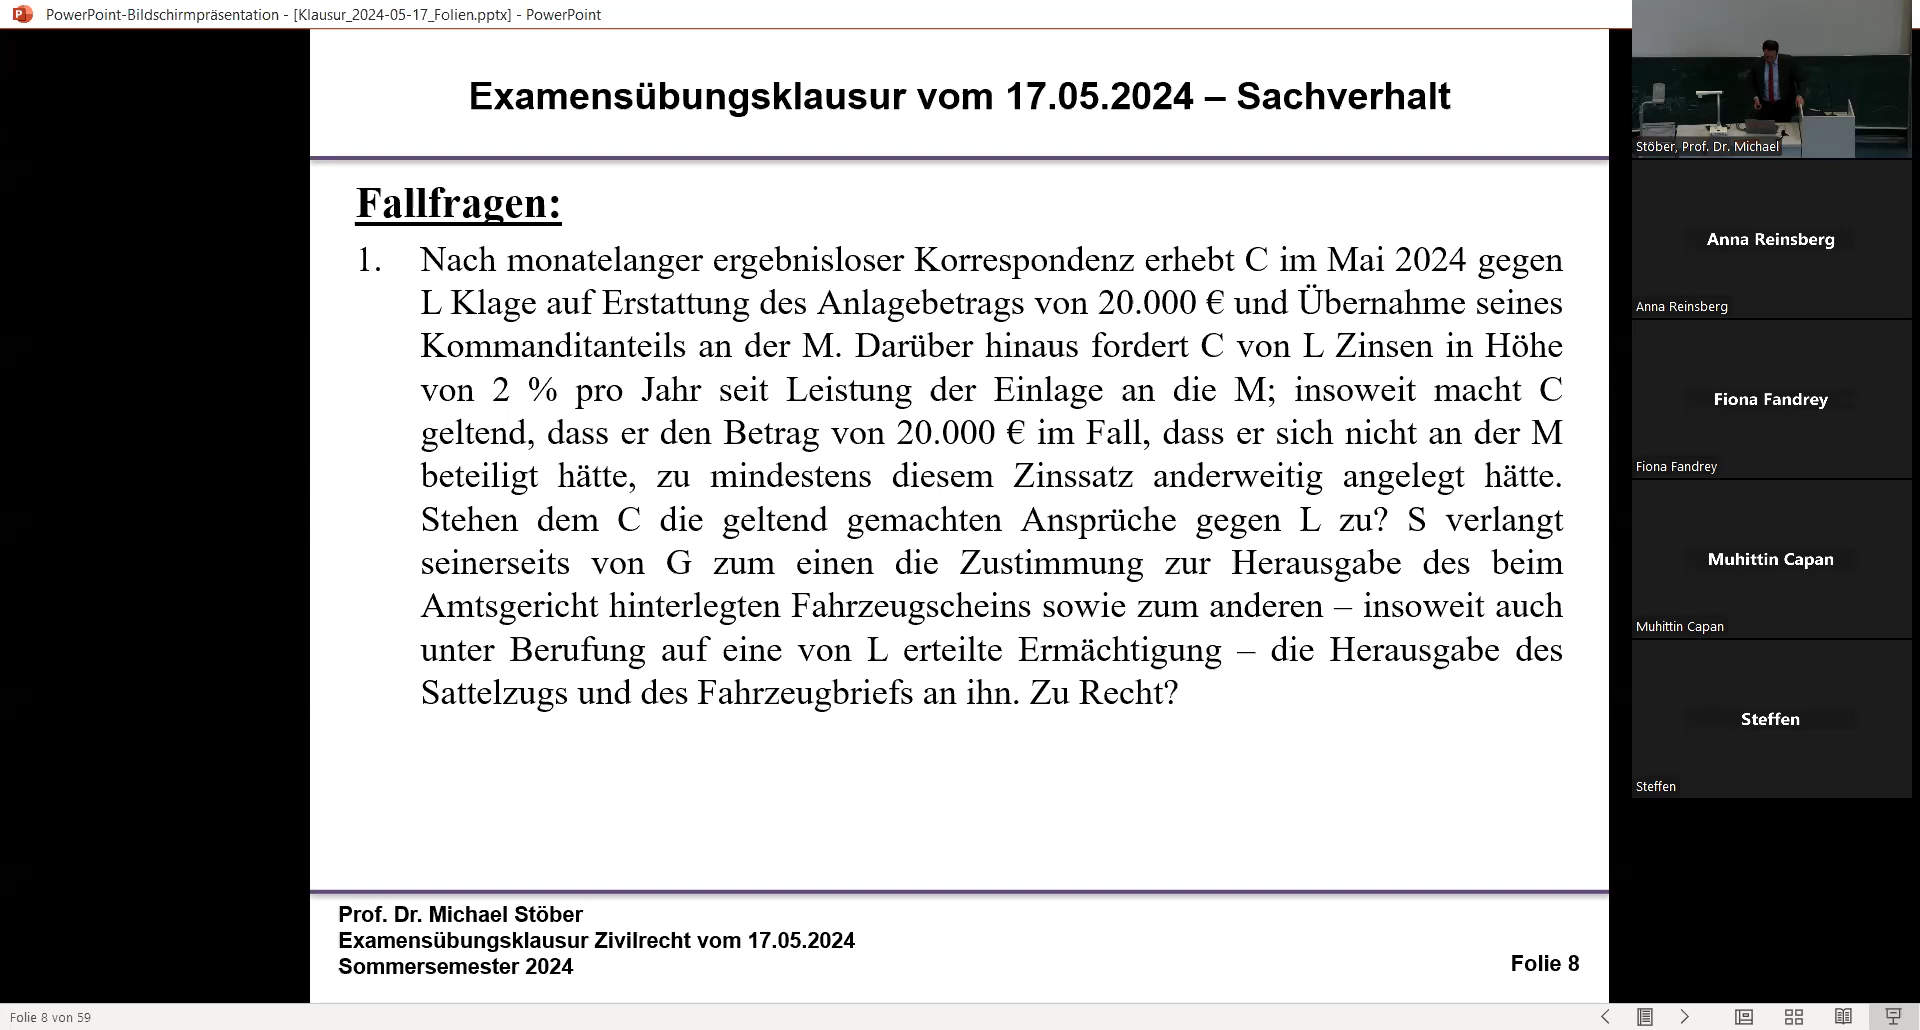 PowerPoint-Bildschirmpräsentation - [Klausur_2024-05-17_Folien.pptx] - PowerPoint
Examensübungsklausur vom 17.05.2024 – Sachverhalt
Fallfragen:
1. Nach monatelanger ergebnisloser Korrespondenz erhebt C im Mai 2024 gegen
L Klage auf Erstattung des Anlagebetrags von 20.000 € und Übernahme seines
Kommanditanteils an der M. Darüber hinaus fordert C von L Zinsen in Höhe
von 2 % pro Jahr seit Leistung der Einlage an die M; insoweit macht C
geltend, dass er den Betrag von 20.000 € im Fall, dass er sich nicht an der M
beteiligt hätte, zu mindestens diesem Zinssatz anderweitig angelegt hätte.
Stehen dem C die geltend gemachten Ansprüche gegen L zu? S verlangt
seinerseits von G zum einen die Zustimmung zur Herausgabe des beim
Amtsgericht hinterlegten Fahrzeugscheins sowie zum anderen – insoweit auch
unter Berufung auf eine von L erteilte Ermächtigung – die Herausgabe des
Sattelzugs und des Fahrzeugbriefs an ihn. Zu Recht?
Prof. Dr. Michael Stöber
Examensübungsklausur Zivilrecht vom 17.05.2024
Sommersemester 2024
Folie 8
Stöber, Prof. Dr. Michael
Anna Reinsberg
Anna Reinsberg
Fiona Fandrey
Fiona Fandrey
Muhittin Capan
Muhittin Capan
Steffen
Steffen
Folie 8 von 59